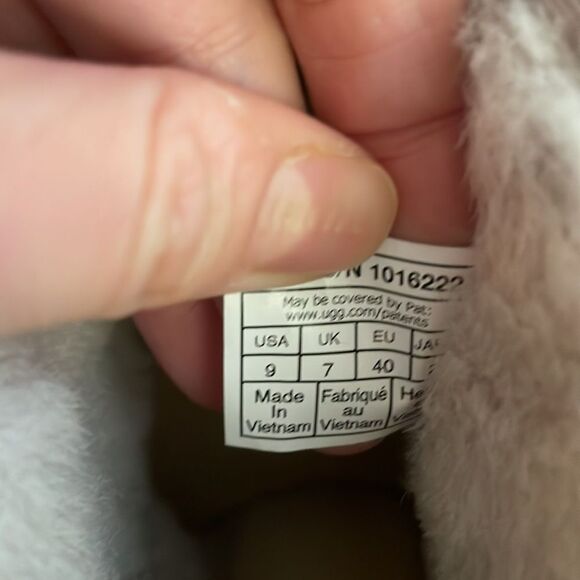 /N 1016222
May be covered by Pat.:
www.ugg.com/patents
USA UK EU
9 7 40
Made Fabriqué
In au
Vietnam Vietnam